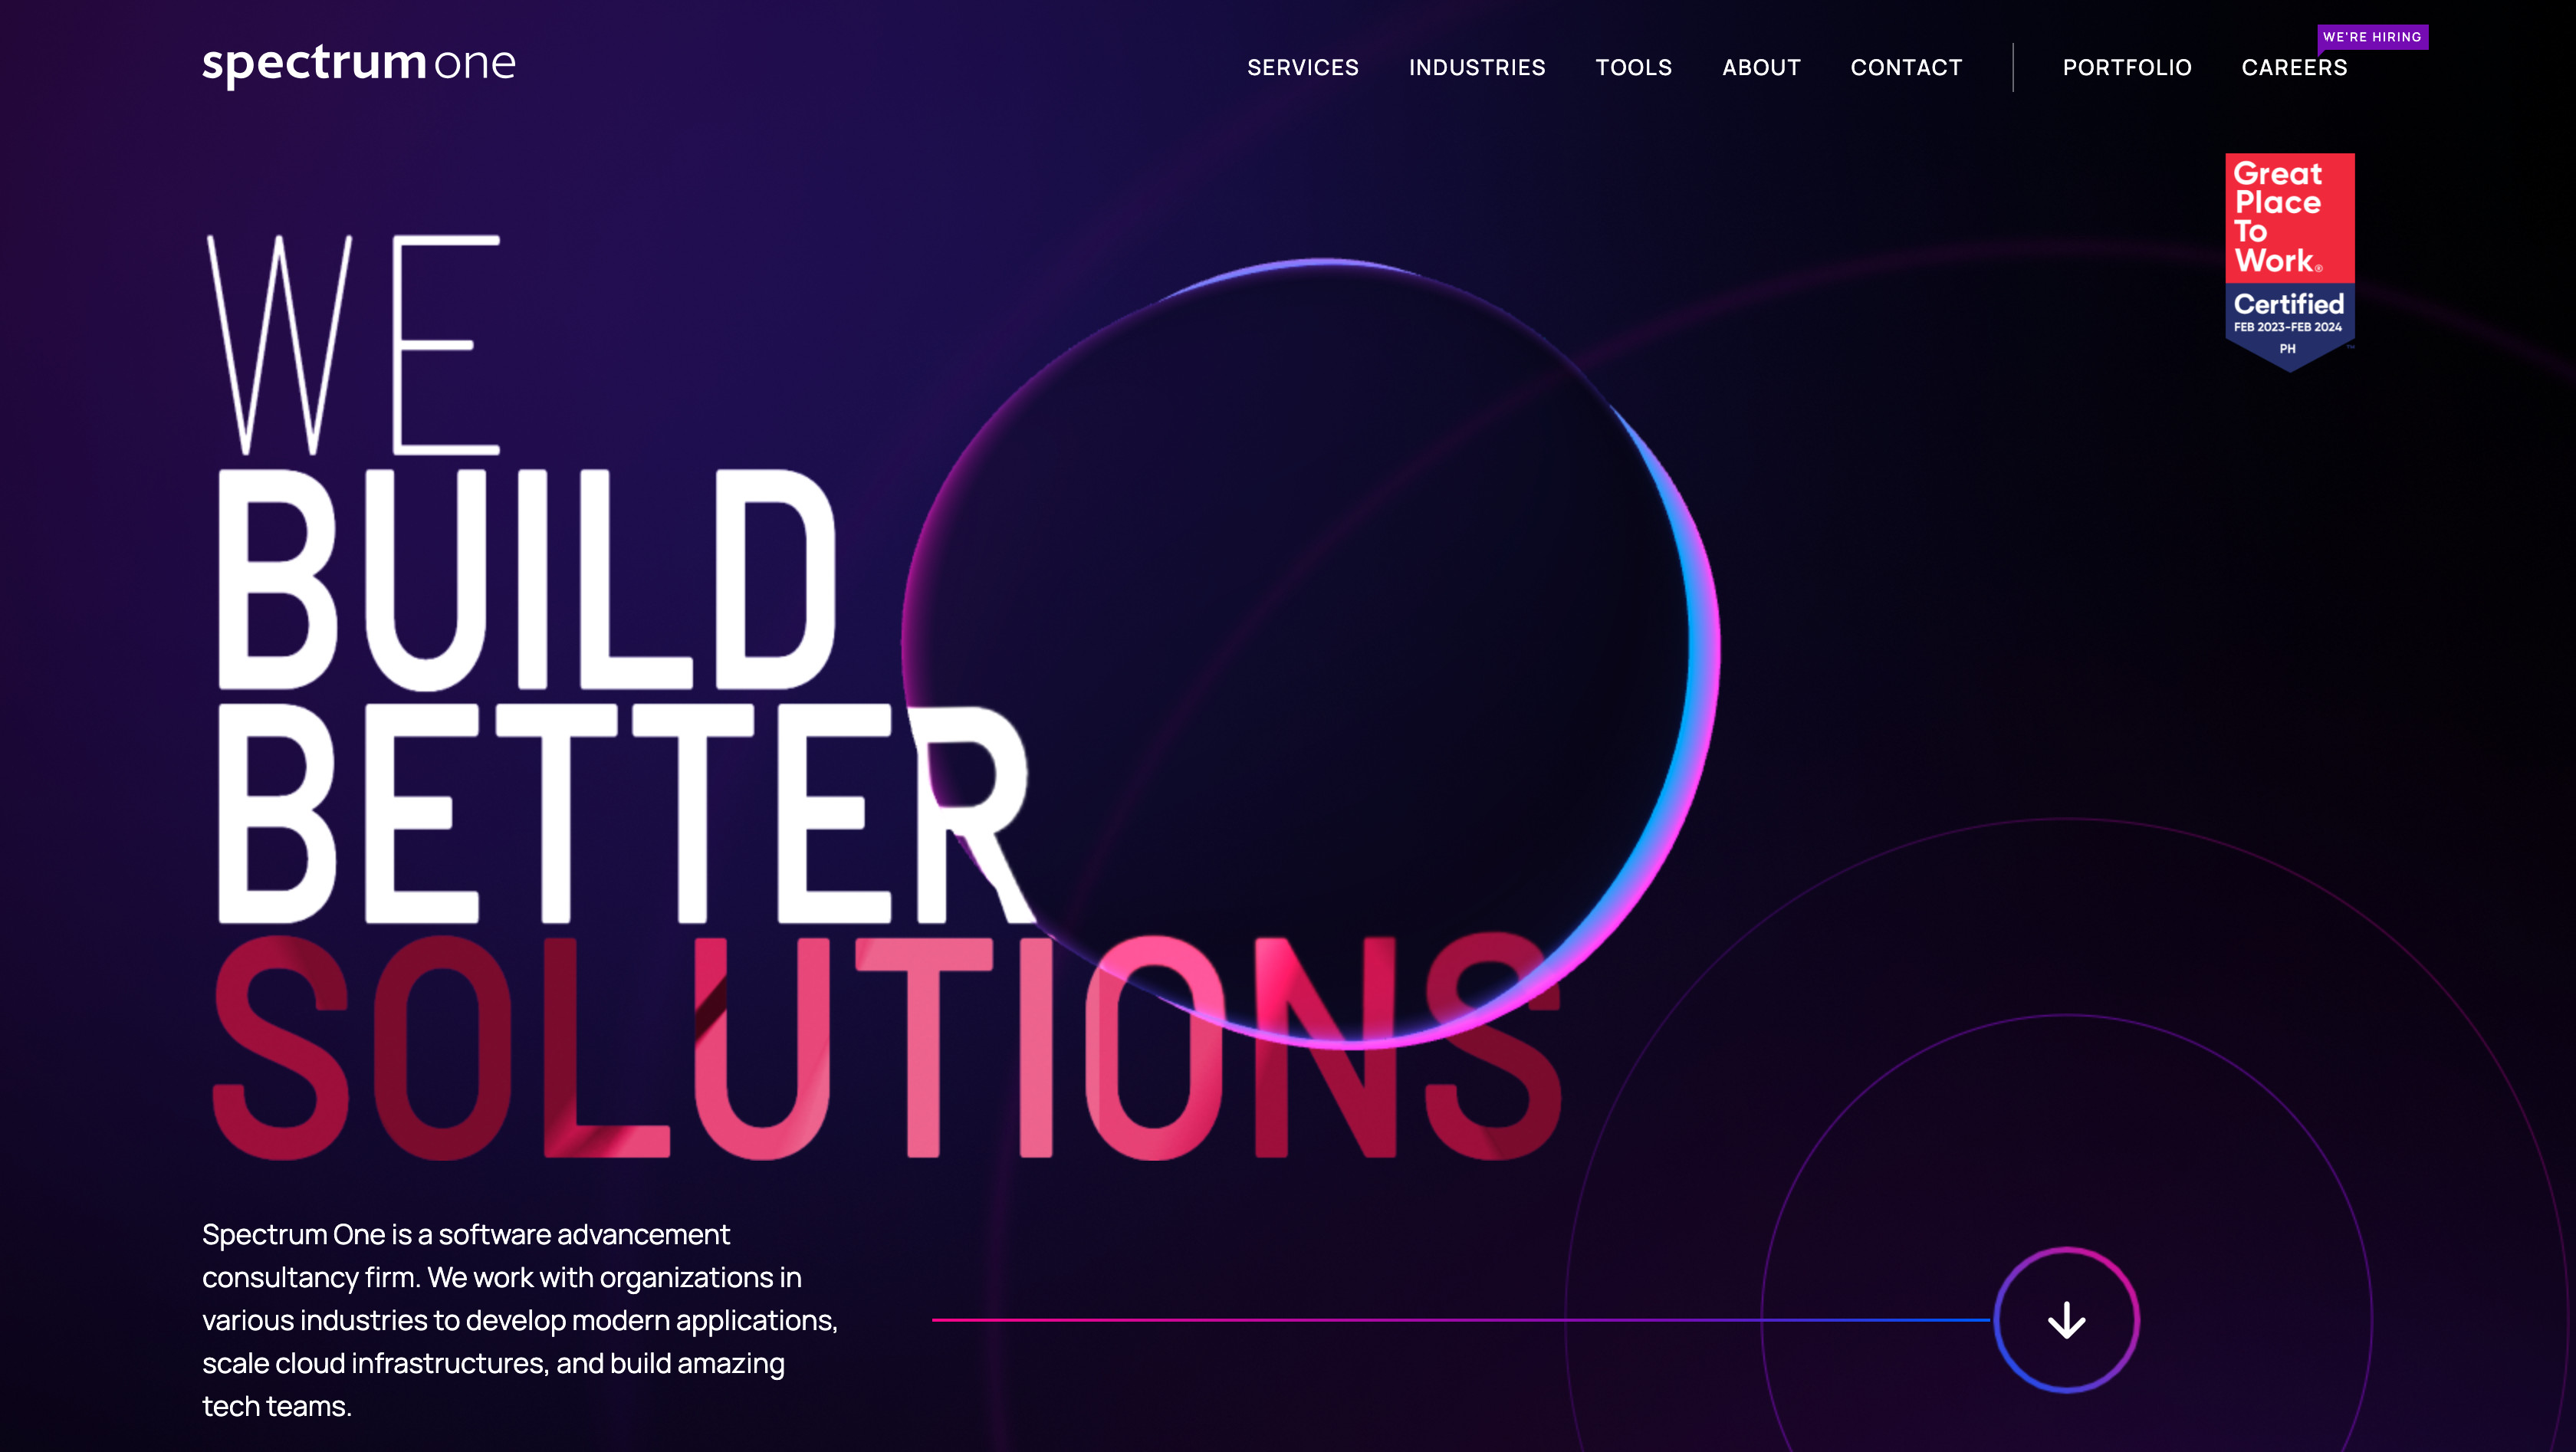 spectrum one
SERVICES INDUSTRIES TOOLS ABOUT CONTACT PORTFOLIO CAREERS
WE'RE HIRING
Great
Place
To
Work®
Certified
FEB 2023-FEB 2024
PH
™
WE
BUILD
BETTER
SOLUTIONS
Spectrum One is a software advancement
consultancy firm. We work with organizations in
various industries to develop modern applications,
scale cloud infrastructures, and build amazing
tech teams.